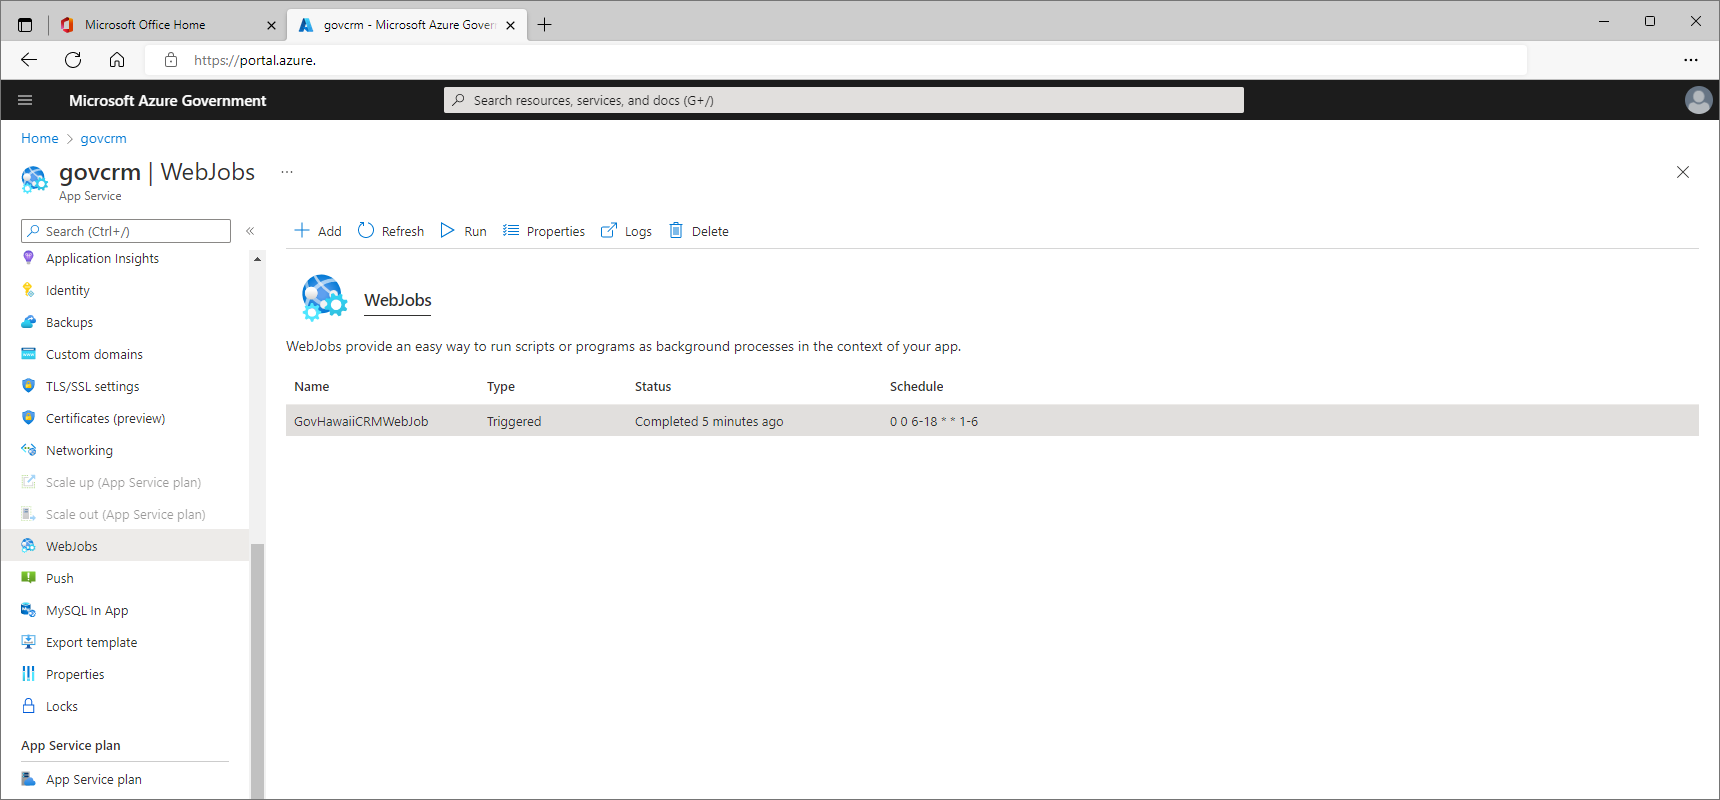 Microsoft Office Home
govcrm - Microsoft Azure Govern
https://portal.azure.
Microsoft Azure Government
Search resources, services, and docs (G+/)
Home > govcrm
govcrm | WebJobs ...
App Service
Search (Ctrl+/) «
Add Refresh Run Properties Logs Delete
Application Insights
Identity
Backups
Custom domains
TLS/SSL settings
Certificates (preview)
Networking
Scale up (App Service plan)
Scale out (App Service plan)
WebJobs
Push
MySQL In App
Export template
Properties
Locks
App Service plan
App Service plan
WebJobs
WebJobs provide an easy way to run scripts or programs as background processes in the context of your app.
Name Type Status Schedule
GovHawaiiCRMWebJob Triggered Completed 5 minutes ago 0 0 6-18 * * 1-6